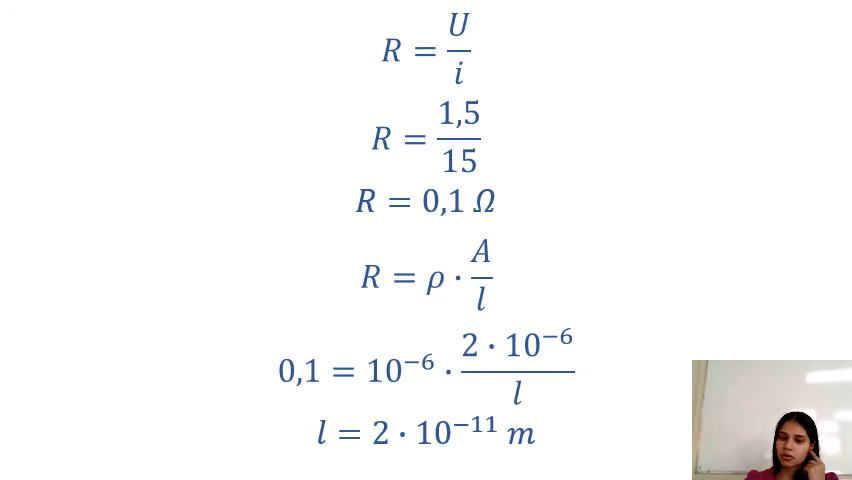 R = U/i
R = 1,5/15
R = 0,1 Ω
R = ρ · A/l
0,1 = 10⁻⁶ · 2 · 10⁻⁶/l
l = 2 · 10⁻¹¹ m